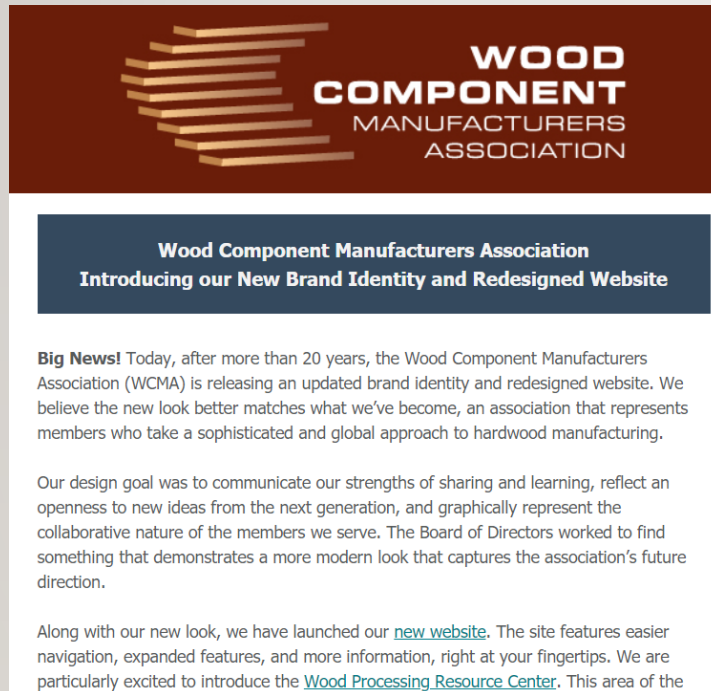 WOOD
COMPONENT
MANUFACTURERS
ASSOCIATION
Wood Component Manufacturers Association
Introducing our New Brand Identity and Redesigned Website
Big News! Today, after more than 20 years, the Wood Component Manufacturers
Association (WCMA) is releasing an updated brand identity and redesigned website. We
believe the new look better matches what we've become, an association that represents
members who take a sophisticated and global approach to hardwood manufacturing.
Our design goal was to communicate our strengths of sharing and learning, reflect an
openness to new ideas from the next generation, and graphically represent the
collaborative nature of the members we serve. The Board of Directors worked to find
something that demonstrates a more modern look that captures the association's future
direction.
Along with our new look, we have launched our new website. The site features easier
navigation, expanded features, and more information, right at your fingertips. We are
particularly excited to introduce the Wood Processing Resource Center. This area of the